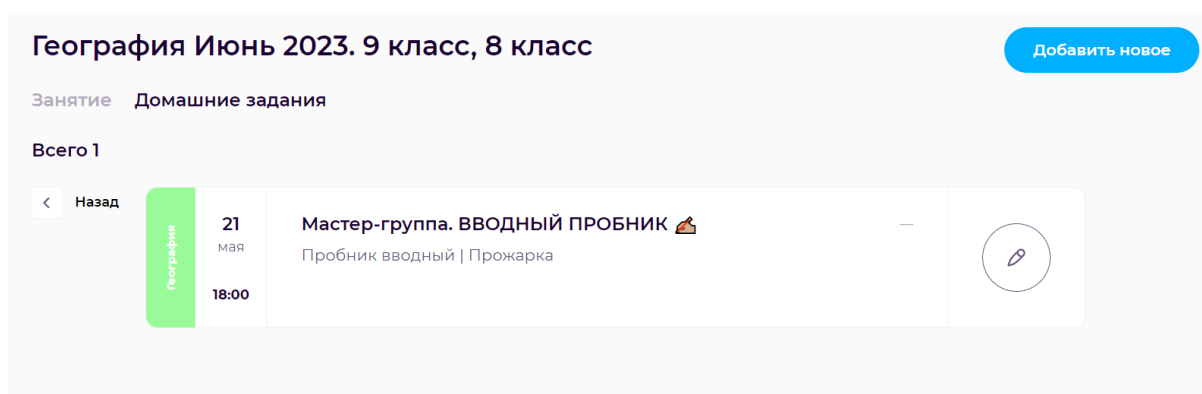 География Июнь 2023. 9 класс, 8 класс
Добавить новое
Занятие Домашние задания
Всего 1
Назад
География
21
мая
18:00
Мастер-группа. ВВОДНЫЙ ПРОБНИК ✍️
Пробник вводный | Прожарка
—